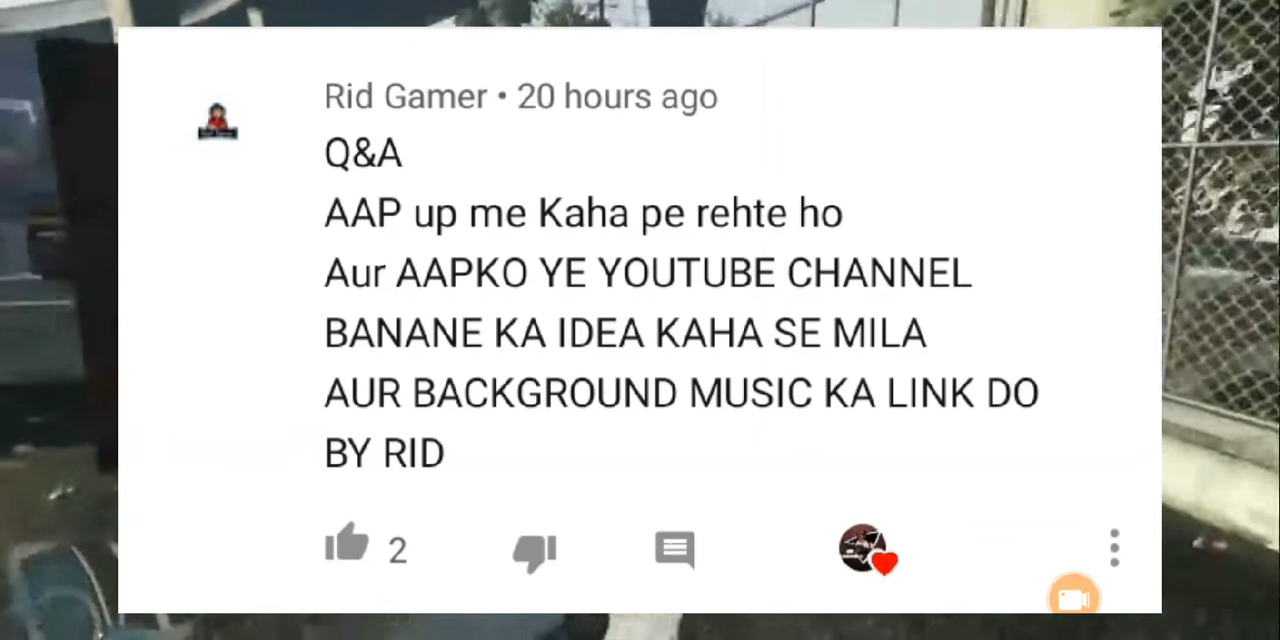 Rid Gamer • 20 hours ago
Q&A
AAP up me Kaha pe rehte ho
Aur AAPKO YE YOUTUBE CHANNEL
BANANE KA IDEA KAHA SE MILA
AUR BACKGROUND MUSIC KA LINK DO
BY RID
2